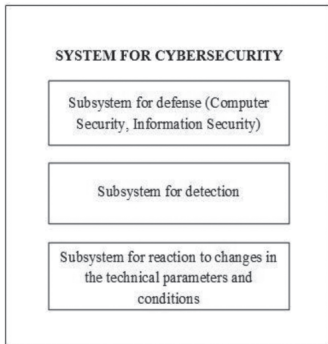 SYSTEM FOR CYBERSECURITY
Subsystem for defense (Computer
Security, Information Security)
Subsystem for detection
Subsystem for reaction to changes in
the technical parameters and
conditions